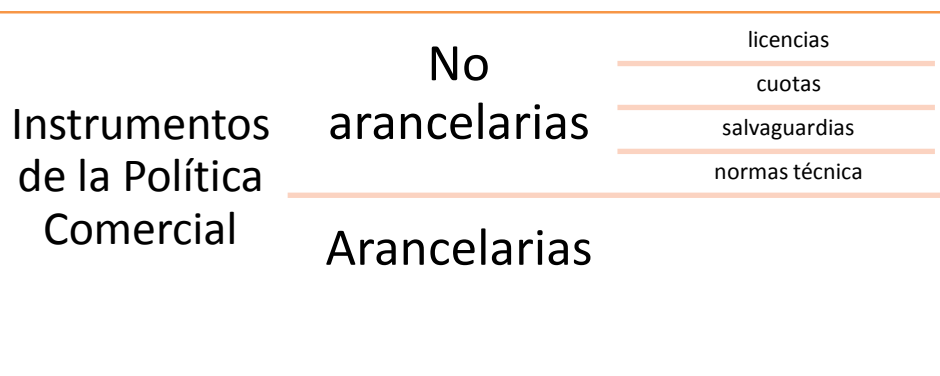 Instrumentos
de la Política
Comercial
No
arancelarias
licencias
cuotas
salvaguardias
normas técnica
Arancelarias